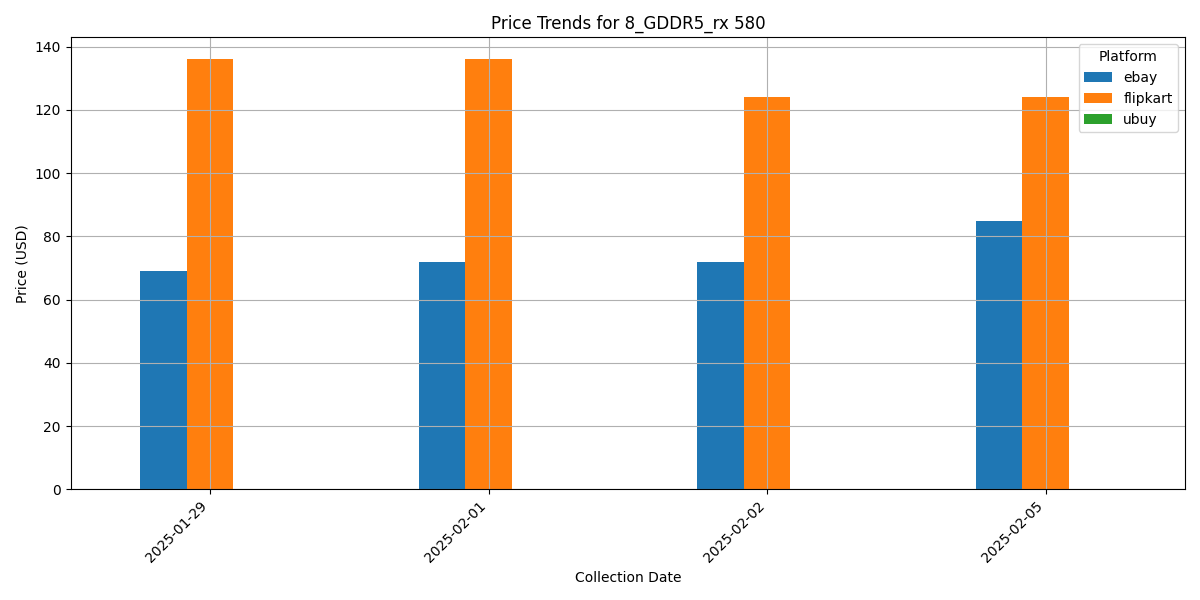 Price Trends for 8_GDDR5_rx 580
Price (USD)
140
120
100
80
60
40
20
0
Platform
ebay
flipkart
ubuy
2025-01-29
2025-02-01
2025-02-02
2025-02-05
Collection Date